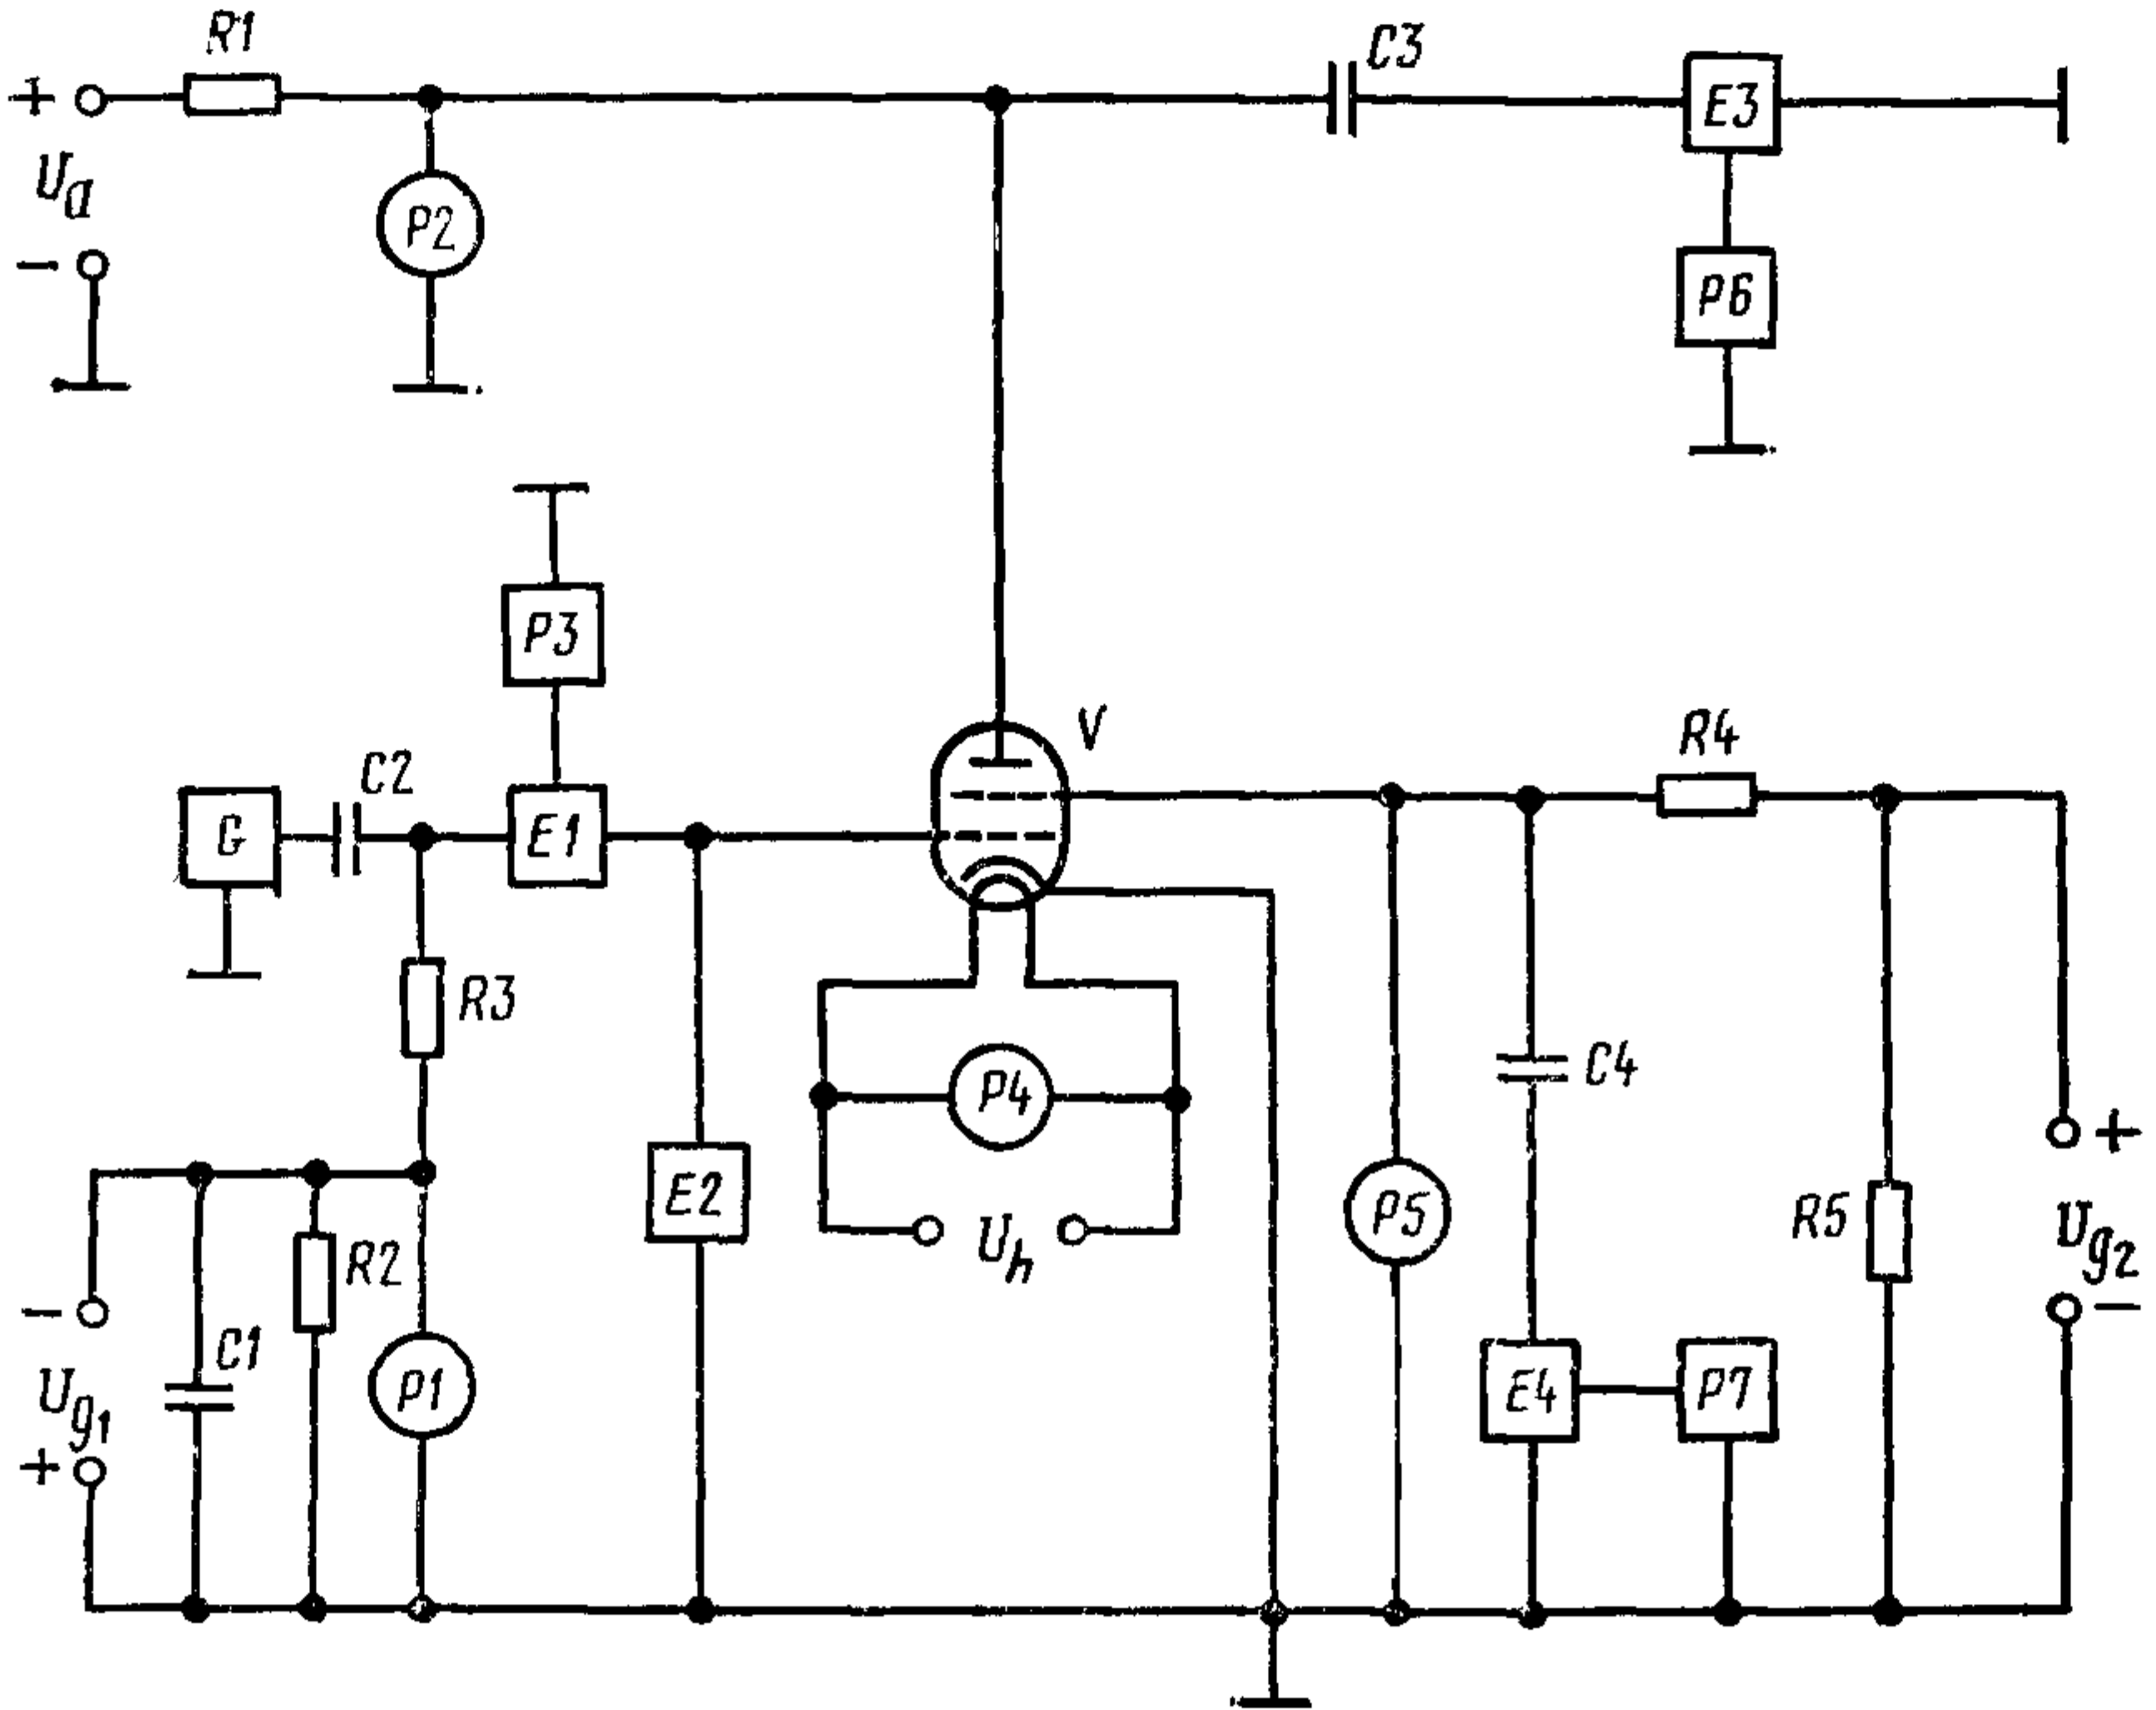 R1
C3
+
E3
Ua
P2
−
P6
P3
V
R4
C2
G
E1
R3
C4
P4
+
E2
P5
R5
Ug2
R2
Uh
−
−
C1
Ug1
P1
E4
P7
+